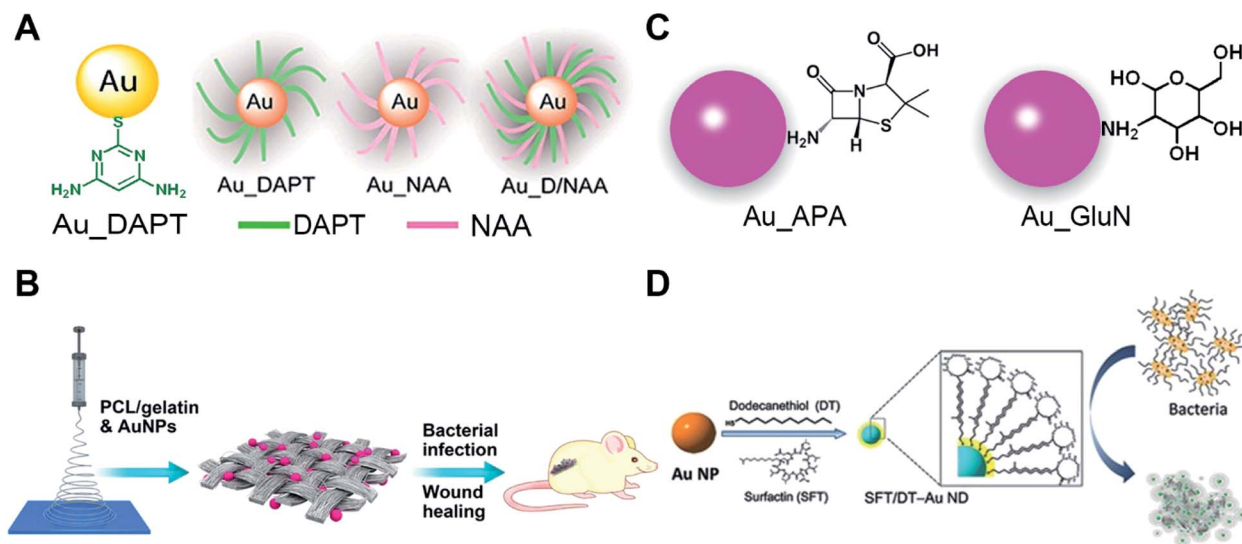 A
Au
S
N
N
H₂N
NH₂
Au_DAPT
Au
Au
Au
Au_DAPT
Au_NAA
Au_D/NAA
DAPT
NAA
C
O
OH
O
N
H₂N
H
S
Au_APA
OH
HO
O
NH₂
OH
OH
Au_GluN
B
PCL/gelatin
& AuNPs
Bacterial
infection
Wound
healing
D
Au NP
Dodecanethiol (DT)
HS
Surfactin (SFT)
SFT/DT–Au ND
Bacteria